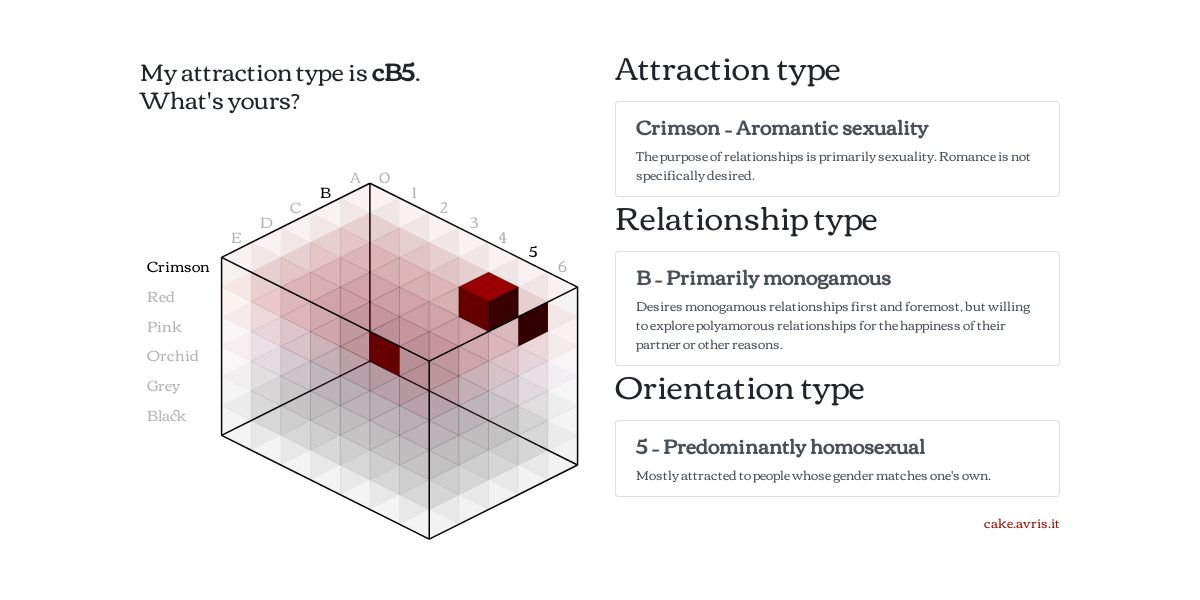 My attraction type is cB5.
What's yours?
A
B
C
D
E
O
1
2
3
4
5
6
Crimson
Red
Pink
Orchid
Grey
Black
Attraction type
Crimson – Aromantic sexuality
The purpose of relationships is primarily sexuality. Romance is not
specifically desired.
Relationship type
B – Primarily monogamous
Desires monogamous relationships first and foremost, but willing
to explore polyamorous relationships for the happiness of their
partner or other reasons.
Orientation type
5 – Predominantly homosexual
Mostly attracted to people whose gender matches one's own.
cake.avris.it